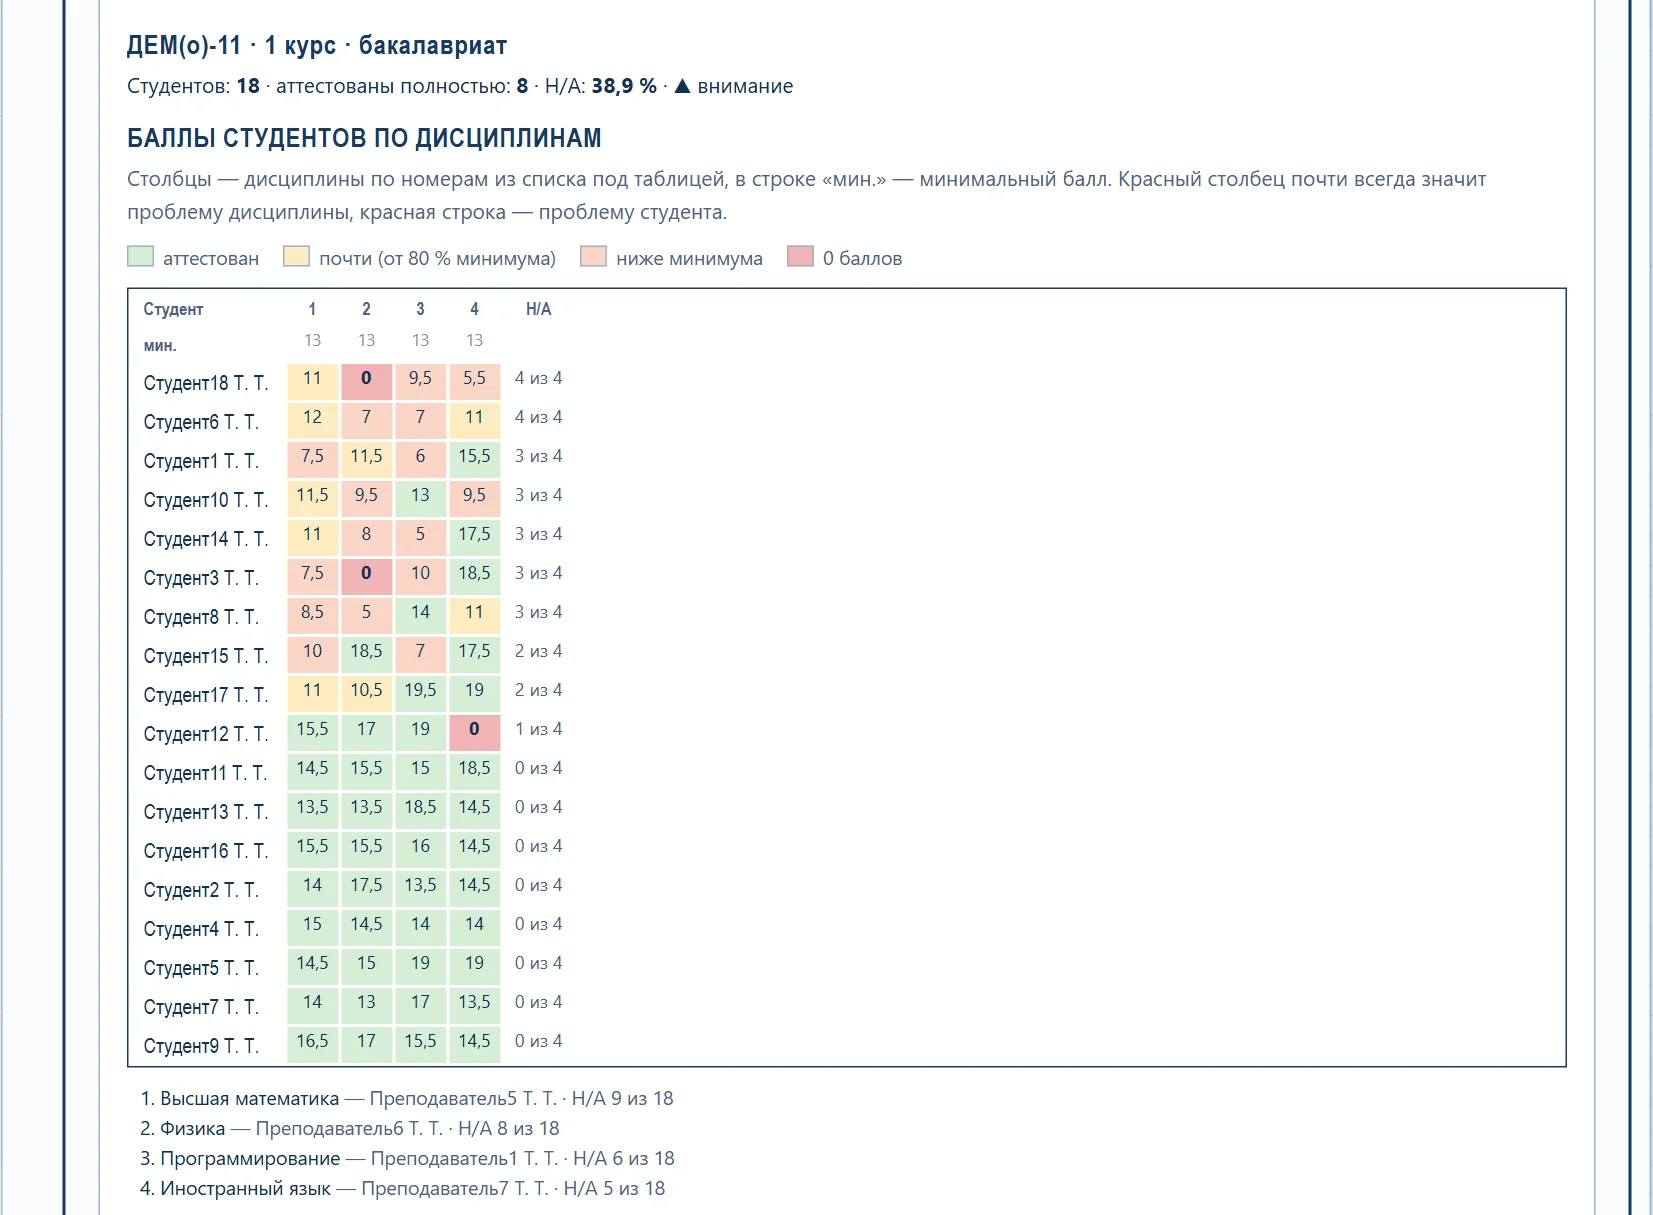 ДЕМ(о)-11 · 1 курс · бакалавриат
Студентов: 18 · аттестованы полностью: 8 · Н/А: 38,9 % · ▲ внимание
БАЛЛЫ СТУДЕНТОВ ПО ДИСЦИПЛИНАМ
Столбцы — дисциплины по номерам из списка под таблицей, в строке «мин.» — минимальный балл. Красный столбец почти всегда значит
проблему дисциплины, красная строка — проблему студента.
аттестован почти (от 80 % минимума) ниже минимума 0 баллов
Студент 1 2 3 4 Н/А
мин. 13 13 13 13
Студент18 Т. Т. 11 0 9,5 5,5 4 из 4
Студент6 Т. Т. 12 7 7 11 4 из 4
Студент1 Т. Т. 7,5 11,5 6 15,5 3 из 4
Студент10 Т. Т. 11,5 9,5 13 9,5 3 из 4
Студент14 Т. Т. 11 8 5 17,5 3 из 4
Студент3 Т. Т. 7,5 0 10 18,5 3 из 4
Студент8 Т. Т. 8,5 5 14 11 3 из 4
Студент15 Т. Т. 10 18,5 7 17,5 2 из 4
Студент17 Т. Т. 11 10,5 19,5 19 2 из 4
Студент12 Т. Т. 15,5 17 19 0 1 из 4
Студент11 Т. Т. 14,5 15,5 15 18,5 0 из 4
Студент13 Т. Т. 13,5 13,5 18,5 14,5 0 из 4
Студент16 Т. Т. 15,5 15,5 16 14,5 0 из 4
Студент2 Т. Т. 14 17,5 13,5 14,5 0 из 4
Студент4 Т. Т. 15 14,5 14 14 0 из 4
Студент5 Т. Т. 14,5 15 19 19 0 из 4
Студент7 Т. Т. 14 13 17 13,5 0 из 4
Студент9 Т. Т. 16,5 17 15,5 14,5 0 из 4
1. Высшая математика — Преподаватель5 Т. Т. · Н/А 9 из 18
2. Физика — Преподаватель6 Т. Т. · Н/А 8 из 18
3. Программирование — Преподаватель1 Т. Т. · Н/А 6 из 18
4. Иностранный язык — Преподаватель7 Т. Т. · Н/А 5 из 18